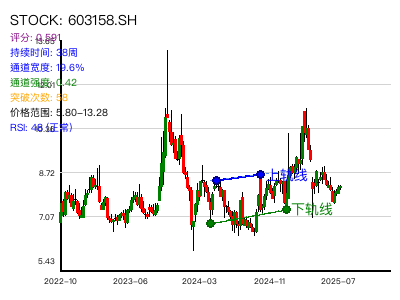 STOCK: 603158.SH
评分: 0.591
持续时间: 38周
通道宽度: 19.6%
通道强度: 0.42
突破次数: 58
价格范围: 5.80-13.28
RSI: 48 (正常)
8.72
7.07
5.43
上轨线
下轨线
2022-10
2023-06
2024-03
2024-11
2025-07